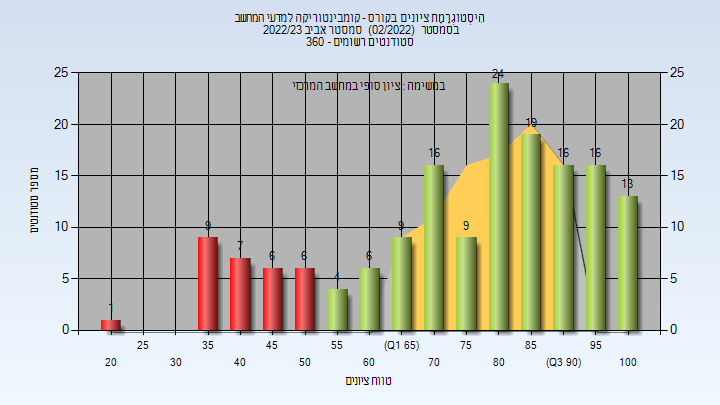 היסטוגרמת ציונים בקורס - קומבינטוריקה למדעי המחשב
בסמסטר (02/2022) סמסטר אביב 2022/23
סטודנטים רשומים - 360
במשימה : ציון סופי במחשב המרכזי
25 25
20 20
15 15
10 10
5 5
0 0
מספר סטודנטים
1 9 7 6 6 4 6 9 16 9 24 19 16 16 13
25 35 45 55 (Q1 65) 75 85 95
20 30 40 50 60 70 80 (Q3 90) 100
טווח ציונים